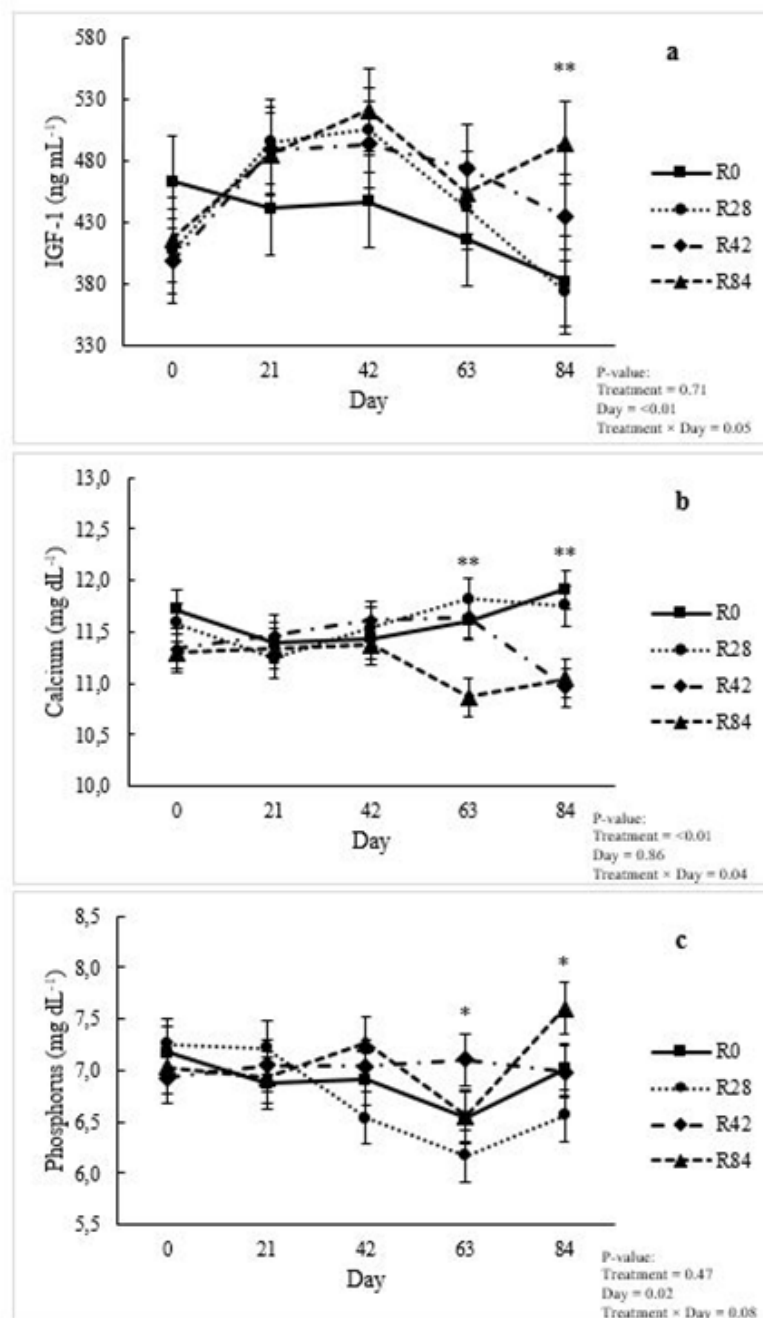 a
**
580
530
480
430
380
330
IGF-1 (ng mL⁻¹)
0 21 42 63 84
Day
R0
R28
R42
R84
P-value:
Treatment = 0.71
Day = <0.01
Treatment × Day = 0.05
b
** **
13,0
12,5
12,0
11,5
11,0
10,5
10,0
Calcium (mg dL⁻¹)
0 21 42 63 84
Day
R0
R28
R42
R84
P-value:
Treatment = <0.01
Day = 0.86
Treatment × Day = 0.04
c
* *
8,5
8,0
7,5
7,0
6,5
6,0
5,5
Phosphorus (mg dL⁻¹)
0 21 42 63 84
Day
R0
R28
R42
R84
P-value:
Treatment = 0.47
Day = 0.02
Treatment × Day = 0.08